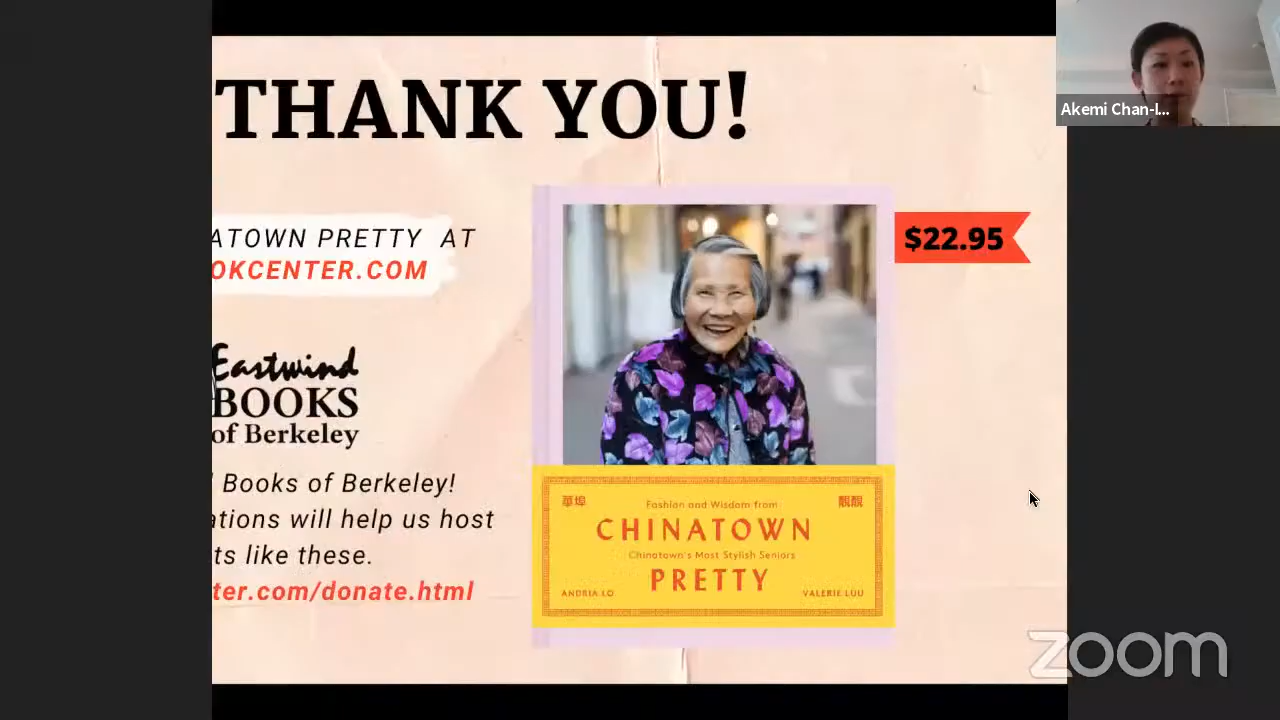 THANK YOU!
Akemi Chan-I...
ATOWN PRETTY AT
OKCENTER.COM
$22.95
Eastwind
BOOKS
of Berkeley
Books of Berkeley!
ations will help us host
ts like these.
ter.com/donate.html
華埠
靚靚
Fashion and Wisdom from
CHINATOWN
Chinatown's Most Stylish Seniors
PRETTY
ANDRIA LO
VALERIE LUU
zoom